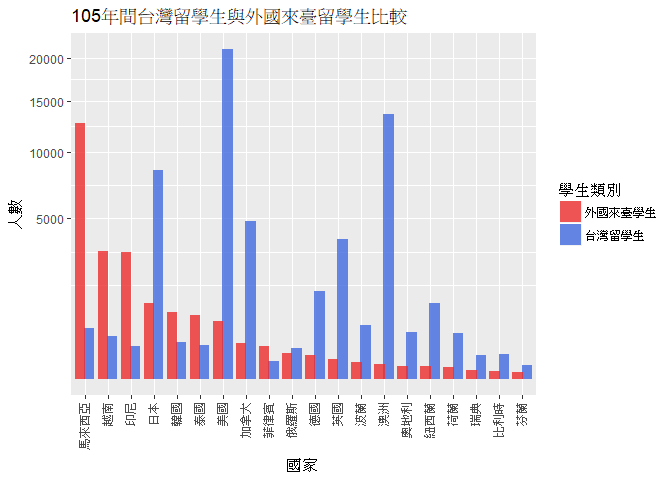 105年間台灣留學生與外國來臺留學生比較
20000
15000
10000
5000
人數
馬來西亞
越南
印尼
日本
韓國
泰國
美國
加拿大
菲律賓
俄羅斯
德國
英國
波蘭
澳洲
奧地利
紐西蘭
荷蘭
瑞典
比利時
芬蘭
國家
學生類別
外國來臺學生
台灣留學生